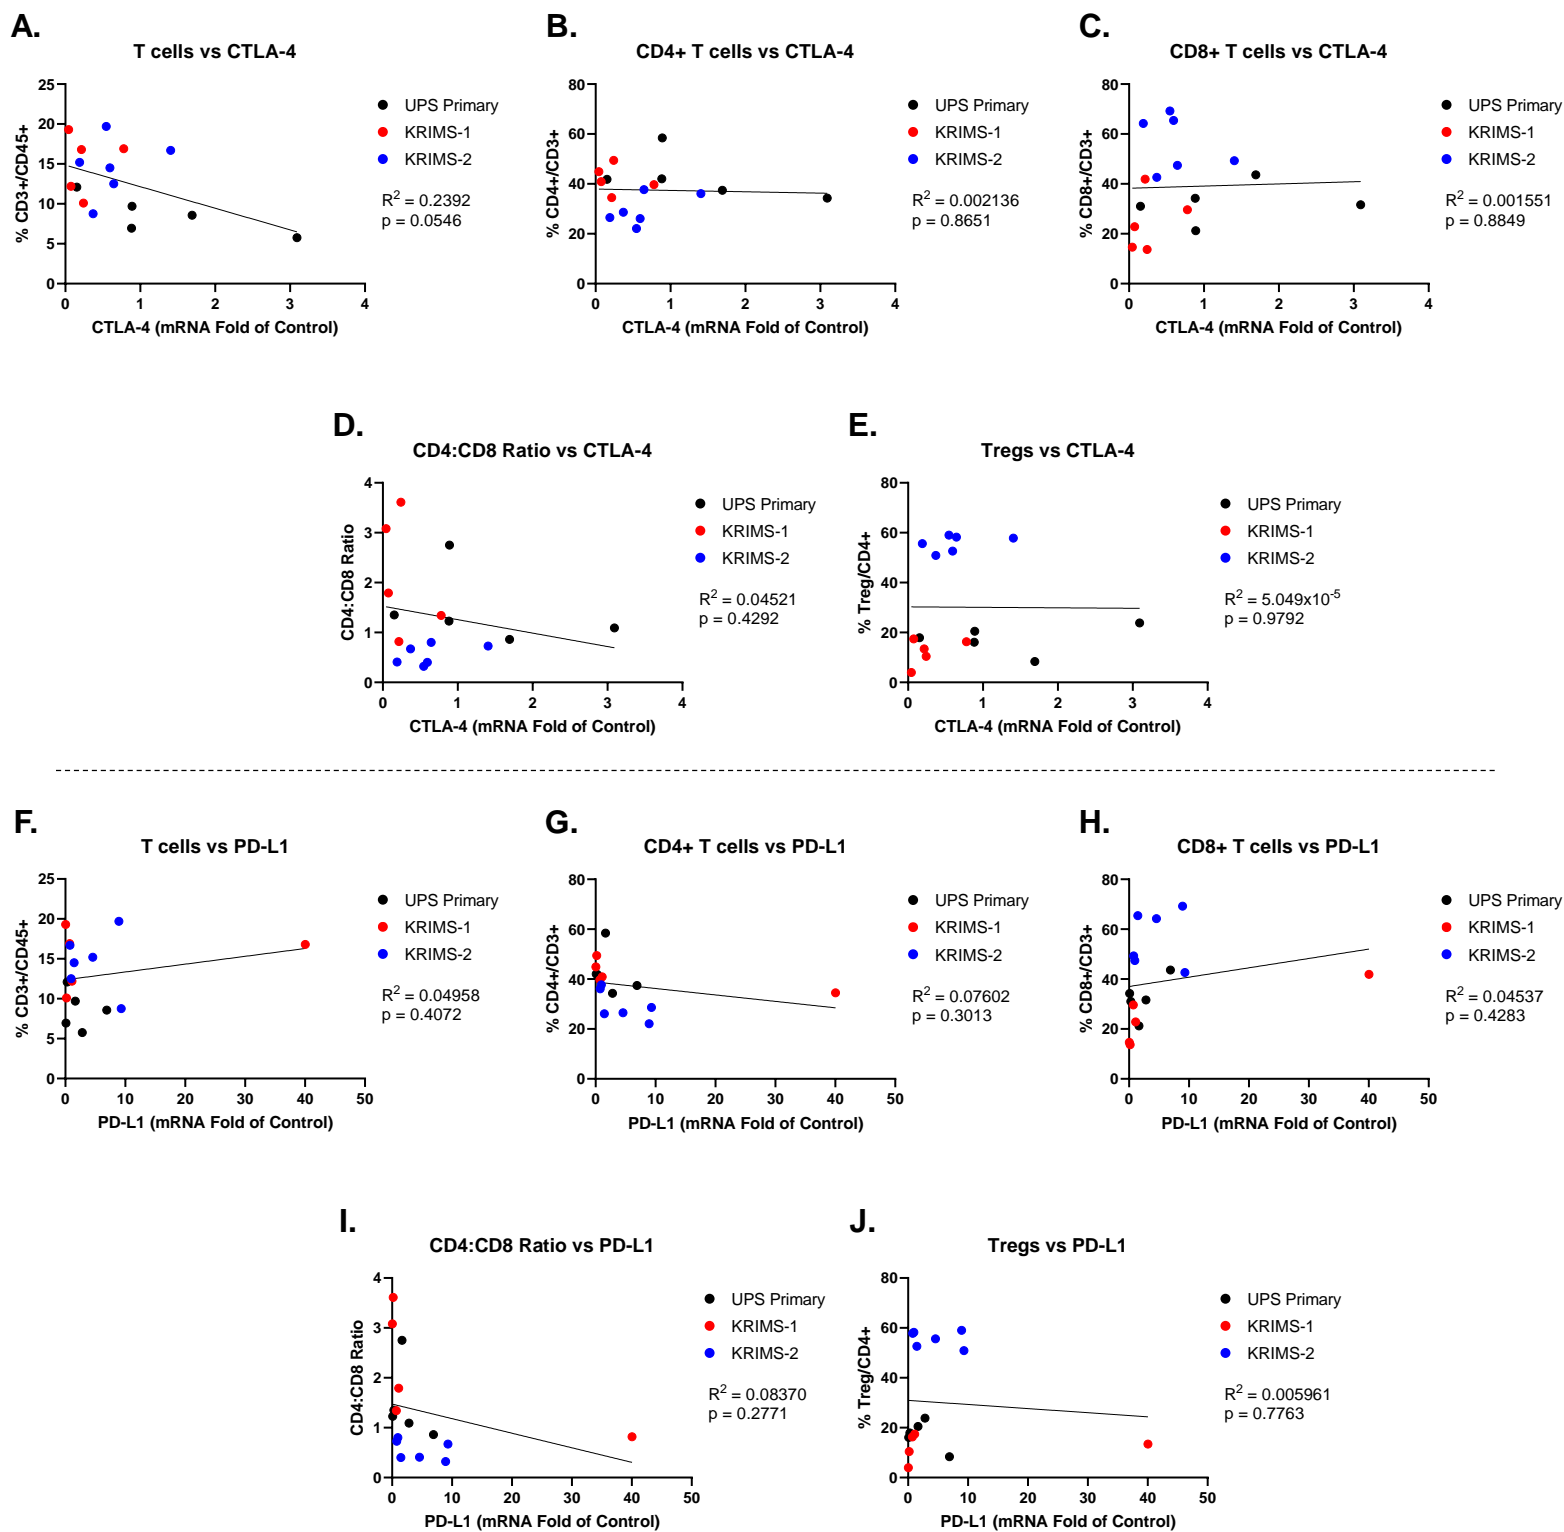 A.
T cells vs CTLA-4
25
20
15
10
5
0
% CD3+/CD45+
0 1 2 3 4
CTLA-4 (mRNA Fold of Control)
UPS Primary
KRIMS-1
KRIMS-2
R2 = 0.2392
p = 0.0546
B.
CD4+ T cells vs CTLA-4
80
60
40
20
0
% CD4+/CD3+
0 1 2 3 4
CTLA-4 (mRNA Fold of Control)
UPS Primary
KRIMS-1
KRIMS-2
R2 = 0.002136
p = 0.8651
C.
CD8+ T cells vs CTLA-4
80
60
40
20
0
% CD8+/CD3+
0 1 2 3 4
CTLA-4 (mRNA Fold of Control)
UPS Primary
KRIMS-1
KRIMS-2
R2 = 0.001551
p = 0.8849
D.
CD4:CD8 Ratio vs CTLA-4
4
3
2
1
0
CD4:CD8 Ratio
0 1 2 3 4
CTLA-4 (mRNA Fold of Control)
UPS Primary
KRIMS-1
KRIMS-2
R2 = 0.04521
p = 0.4292
E.
Tregs vs CTLA-4
80
60
40
20
0
% Treg/CD4+
0 1 2 3 4
CTLA-4 (mRNA Fold of Control)
UPS Primary
KRIMS-1
KRIMS-2
R2 = 5.049x10-5
p = 0.9792
F.
T cells vs PD-L1
25
20
15
10
5
0
% CD3+/CD45+
0 10 20 30 40 50
PD-L1 (mRNA Fold of Control)
UPS Primary
KRIMS-1
KRIMS-2
R2 = 0.04958
p = 0.4072
G.
CD4+ T cells vs PD-L1
80
60
40
20
0
% CD4+/CD3+
0 10 20 30 40 50
PD-L1 (mRNA Fold of Control)
UPS Primary
KRIMS-1
KRIMS-2
R2 = 0.07602
p = 0.3013
H.
CD8+ T cells vs PD-L1
80
60
40
20
0
% CD8+/CD3+
0 10 20 30 40 50
PD-L1 (mRNA Fold of Control)
UPS Primary
KRIMS-1
KRIMS-2
R2 = 0.04537
p = 0.4283
I.
CD4:CD8 Ratio vs PD-L1
4
3
2
1
0
CD4:CD8 Ratio
0 10 20 30 40 50
PD-L1 (mRNA Fold of Control)
UPS Primary
KRIMS-1
KRIMS-2
R2 = 0.08370
p = 0.2771
J.
Tregs vs PD-L1
80
60
40
20
0
% Treg/CD4+
0 10 20 30 40 50
PD-L1 (mRNA Fold of Control)
UPS Primary
KRIMS-1
KRIMS-2
R2 = 0.005961
p = 0.7763